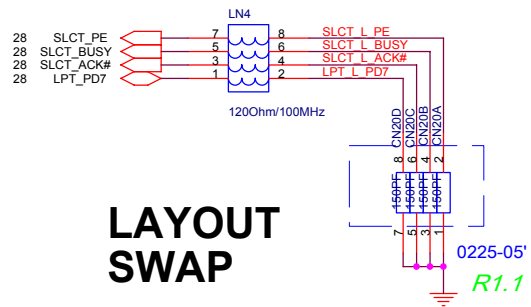 LN4
28 SLCT_PE 7 8 SLCT_L_PE
28 SLCT_BUSY 5 6 SLCT_L_BUSY
28 SLCT_ACK# 3 4 SLCT_L_ACK#
28 LPT_PD7 1 2 LPT_L_PD7
120Ohm/100MHz
CN20D CN20C CN20B CN20A
8 6 4 2
150PF 150PF 150PF 150PF
7 5 3 1
LAYOUT
SWAP
0225-05'
R1.1